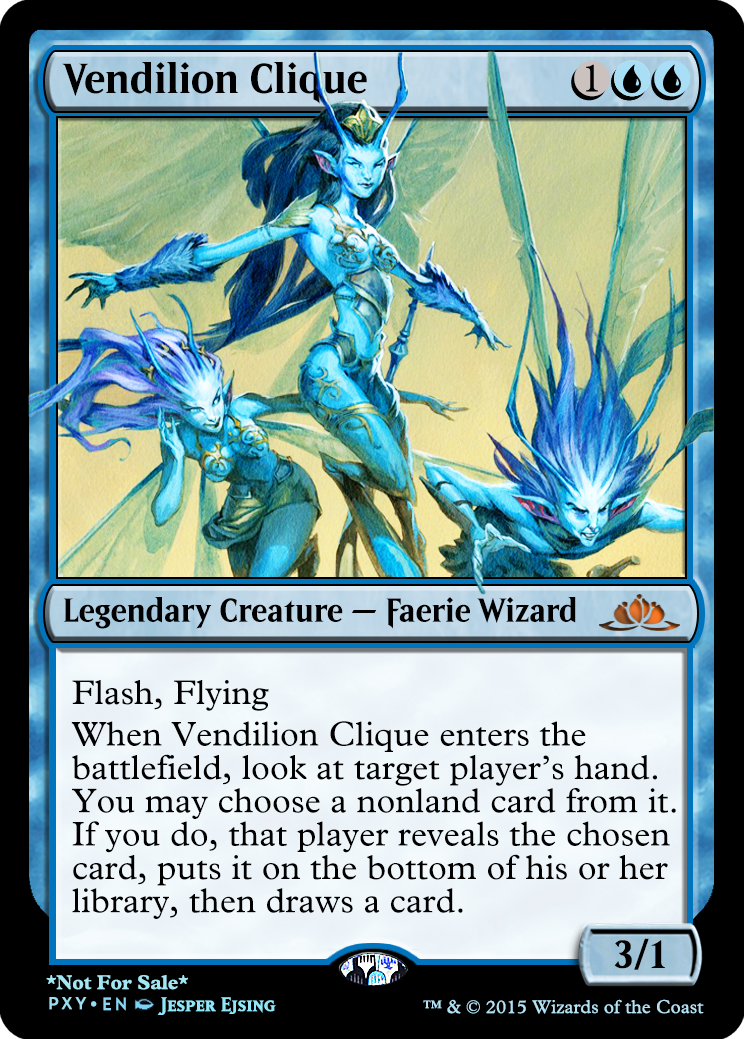 Vendilion Clique 1
Legendary Creature — Faerie Wizard
Flash, Flying
When Vendilion Clique enters the
battlefield, look at target player's hand.
You may choose a nonland card from it.
If you do, that player reveals the chosen
card, puts it on the bottom of his or her
library, then draws a card.
3/1
*Not For Sale*
PXY • EN Jesper Ejsing
™ & © 2015 Wizards of the Coast